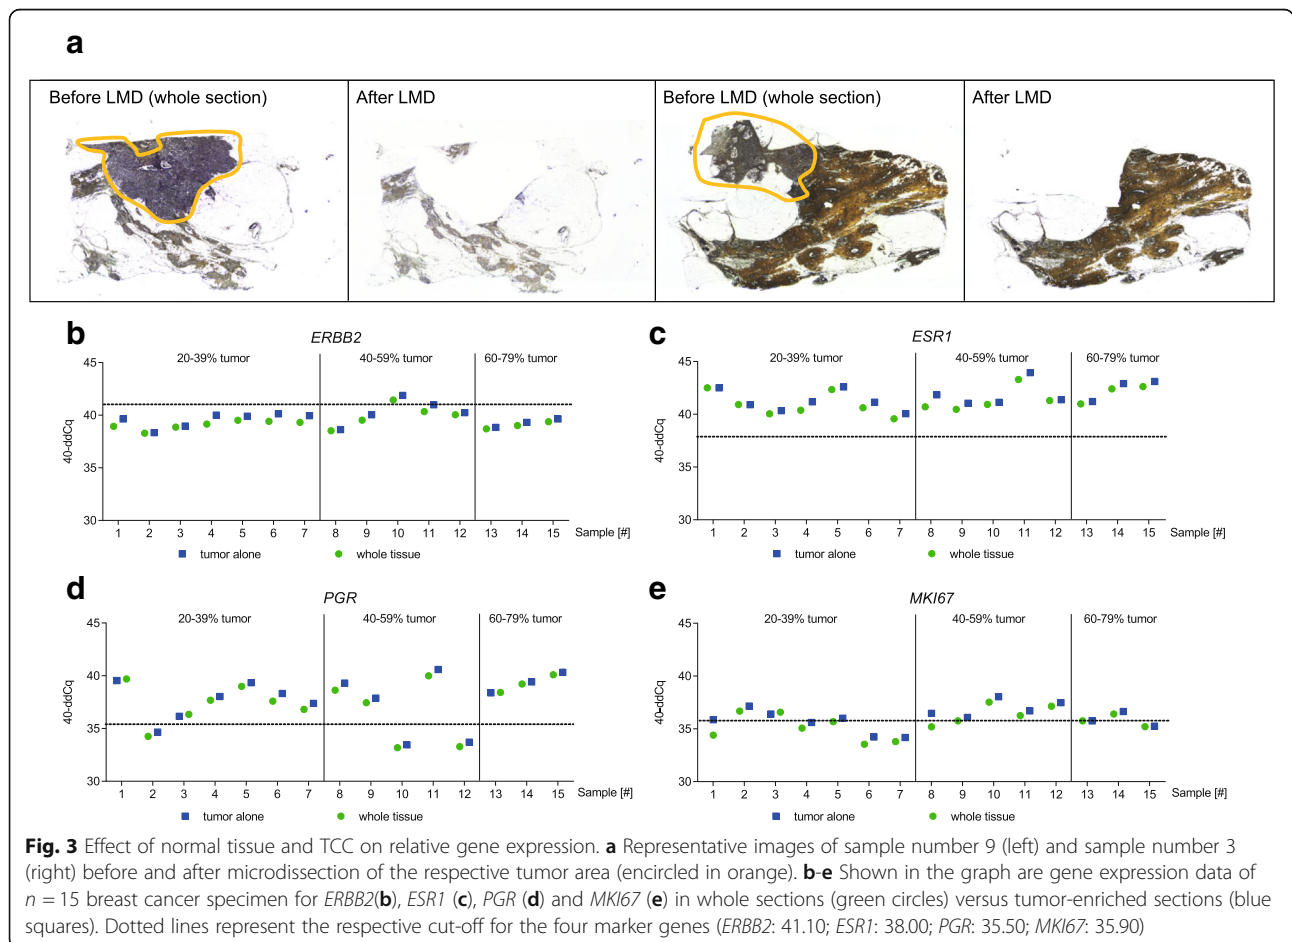 a
Before LMD (whole section)
After LMD
Before LMD (whole section)
After LMD
b
ERBB2
20-39% tumor
40-59% tumor
60-79% tumor
45
40
35
30
40-ddCq
1 2 3 4 5 6 7 8 9 10 11 12 13 14 15 Sample [#]
tumor alone
whole tissue
c
ESR1
20-39% tumor
40-59% tumor
60-79% tumor
45
40
35
30
40-ddCq
1 2 3 4 5 6 7 8 9 10 11 12 13 14 15 Sample [#]
tumor alone
whole tissue
d
PGR
20-39% tumor
40-59% tumor
60-79% tumor
45
40
35
30
40-ddCq
1 2 3 4 5 6 7 8 9 10 11 12 13 14 15 Sample [#]
tumor alone
whole tissue
e
MKI67
20-39% tumor
40-59% tumor
60-79% tumor
45
40
35
30
40-ddCq
1 2 3 4 5 6 7 8 9 10 11 12 13 14 15 Sample [#]
tumor alone
whole tissue
Fig. 3 Effect of normal tissue and TCC on relative gene expression. a Representative images of sample number 9 (left) and sample number 3
(right) before and after microdissection of the respective tumor area (encircled in orange). b-e Shown in the graph are gene expression data of
n = 15 breast cancer specimen for ERBB2(b), ESR1 (c), PGR (d) and MKI67 (e) in whole sections (green circles) versus tumor-enriched sections (blue
squares). Dotted lines represent the respective cut-off for the four marker genes (ERBB2: 41.10; ESR1: 38.00; PGR: 35.50; MKI67: 35.90)